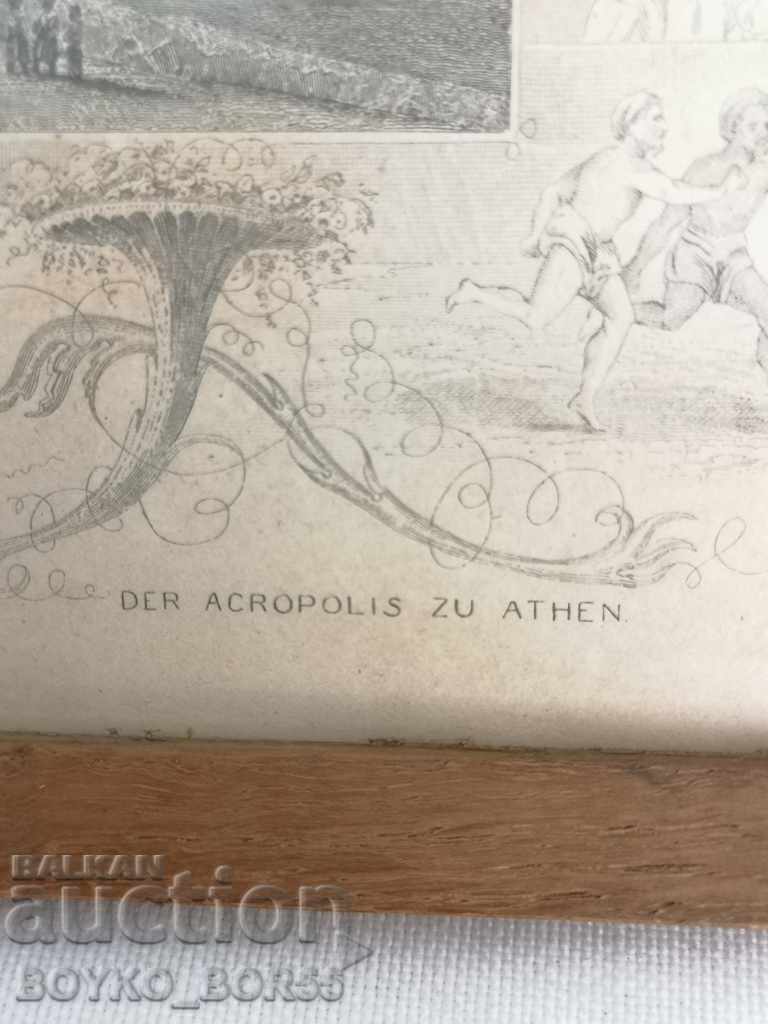 DER ACROPOLIS ZU ATHEN.
BALKAN
auction
BOYKO_BOR55